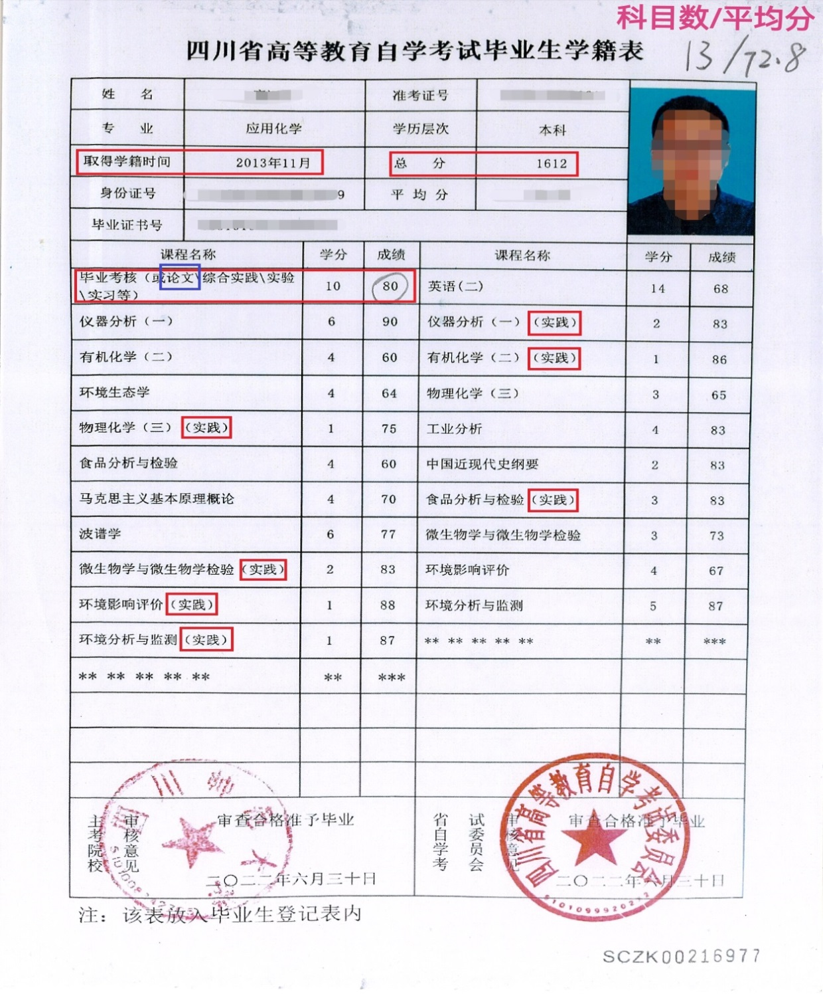 科目数/平均分
四川省高等教育自学考试毕业生学籍表
13/72.8
姓 名 准考证号
专 业 应用化学 学历层次 本科
取得学籍时间 2013年11月 总 分 1612
身份证号 9 平 均 分
毕业证书号
课程名称 学分 成绩 课程名称 学分 成绩
毕业考核（或论文\综合实践\实验\实习等） 10 80 英语(二) 14 68
仪器分析（一） 6 90 仪器分析（一）（实践） 2 83
有机化学（二） 4 60 有机化学（二）（实践） 1 86
环境生态学 4 64 物理化学（三） 3 65
物理化学（三）（实践） 1 75 工业分析 4 83
食品分析与检验 4 60 中国近现代史纲要 2 83
马克思主义基本原理概论 4 70 食品分析与检验（实践） 3 83
波谱学 6 77 微生物学与微生物学检验 3 73
微生物学与微生物学检验（实践） 2 83 环境影响评价 4 67
环境影响评价（实践） 1 88 环境分析与监测 5 87
环境分析与监测（实践） 1 87 ** ** ** ** ** ** ***
** ** ** ** ** ** ***
主考院校 审核意见 审查合格准予毕业
二〇二二年六月三十日
省自学考试委员会 审核意见 审查合格准予毕业
二〇二二年六月三十日
四川省高等教育自学考试委员会
5101099920272
注：该表放入毕业生登记表内
SCZK00216977